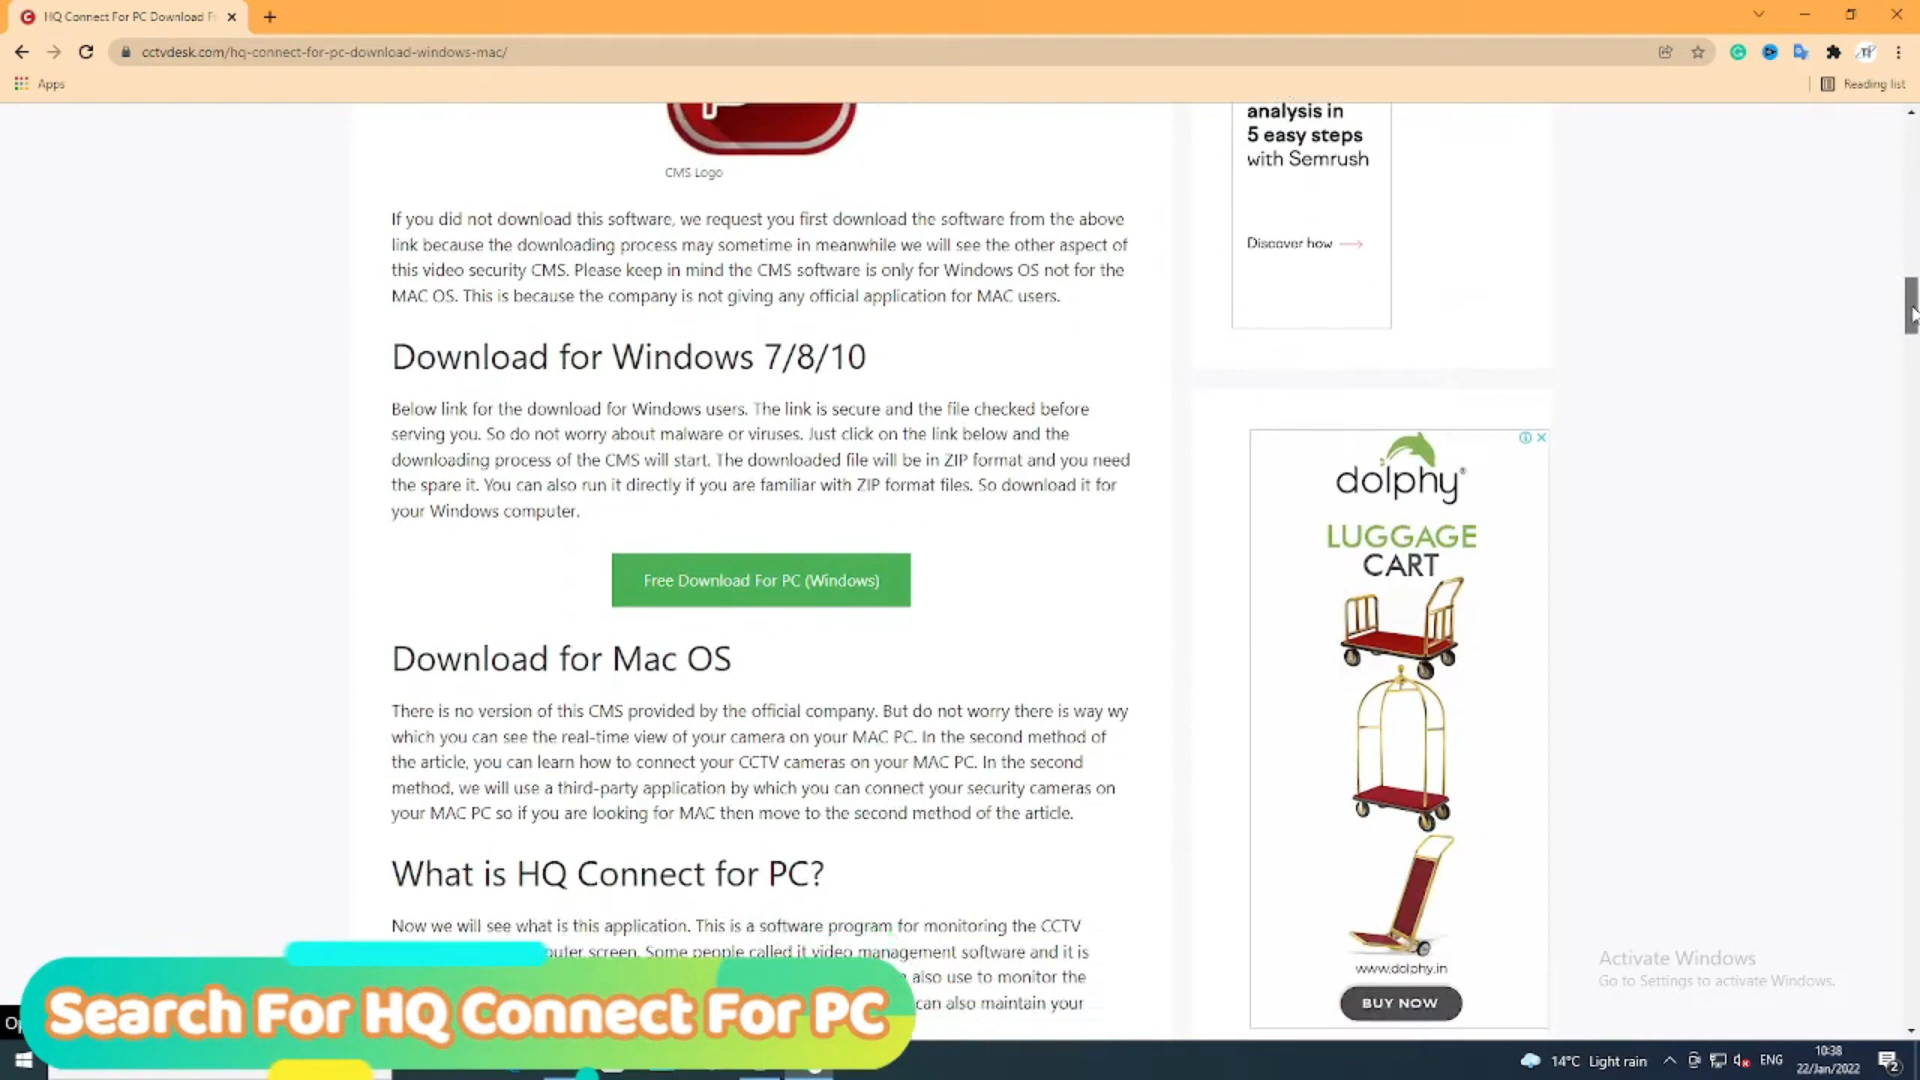 HQ Connect For PC Download F
cctvdesk.com/hq-connect-for-pc-download-windows-mac/
Apps
Reading list
CMS Logo
If you did not download this software, we request you first download the software from the above
link because the downloading process may sometime in meanwhile we will see the other aspect of
this video security CMS. Please keep in mind the CMS software is only for Windows OS not for the
MAC OS. This is because the company is not giving any official application for MAC users.
Download for Windows 7/8/10
Below link for the download for Windows users. The link is secure and the file checked before
serving you. So do not worry about malware or viruses. Just click on the link below and the
downloading process of the CMS will start. The downloaded file will be in ZIP format and you need
the spare it. You can also run it directly if you are familiar with ZIP format files. So download it for
your Windows computer.
Free Download For PC (Windows)
Download for Mac OS
There is no version of this CMS provided by the official company. But do not worry there is way wy
which you can see the real-time view of your camera on your MAC PC. In the second method of
the article, you can learn how to connect your CCTV cameras on your MAC PC. In the second
method, we will use a third-party application by which you can connect your security cameras on
your MAC PC so if you are looking for MAC then move to the second method of the article.
What is HQ Connect for PC?
Now we will see what is this application. This is a software program for monitoring the CCTV
puter screen. Some people called it video management software and it is
also use to monitor the
can also maintain your
analysis in
5 easy steps
with Semrush
Discover how
dolphy
LUGGAGE
CART
www.dolphy.in
BUY NOW
Activate Windows
Go to Settings to activate Windows.
Search For HQ Connect For PC
14°C Light rain
ENG
10:38
22/Jan/2022
2